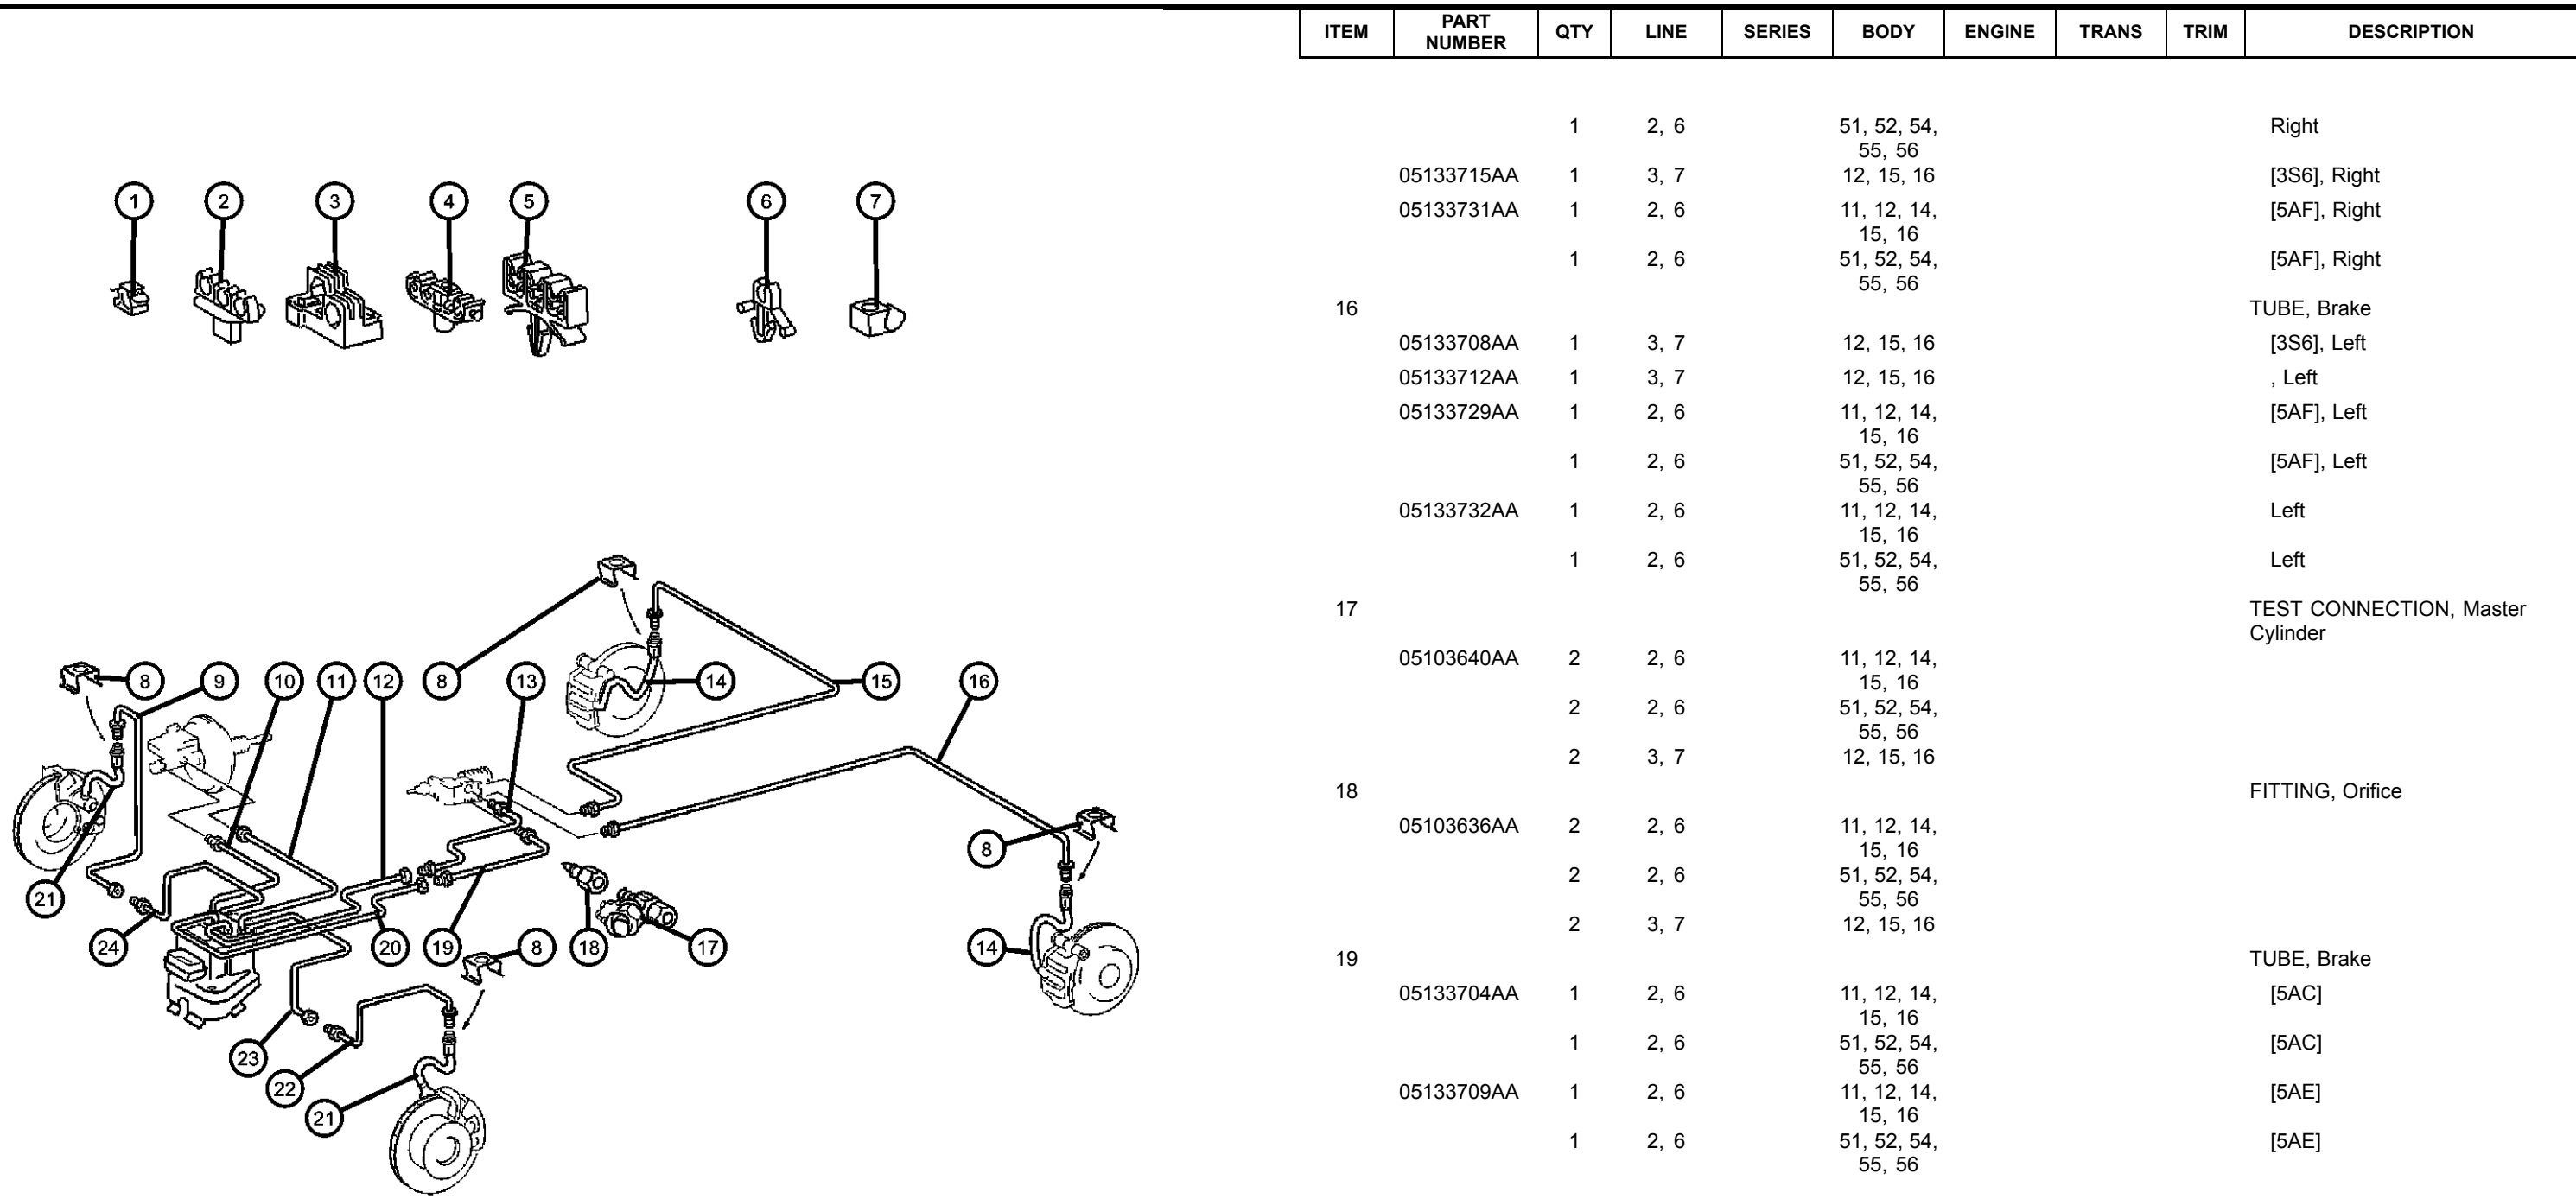 ITEM PART NUMBER QTY LINE SERIES BODY ENGINE TRANS TRIM DESCRIPTION
1 2, 6 51, 52, 54, Right
55, 56
05133715AA 1 3, 7 12, 15, 16 [3S6], Right
05133731AA 1 2, 6 11, 12, 14, [5AF], Right
15, 16
1 2, 6 51, 52, 54, [5AF], Right
55, 56
16 TUBE, Brake
05133708AA 1 3, 7 12, 15, 16 [3S6], Left
05133712AA 1 3, 7 12, 15, 16 , Left
05133729AA 1 2, 6 11, 12, 14, [5AF], Left
15, 16
1 2, 6 51, 52, 54, [5AF], Left
55, 56
05133732AA 1 2, 6 11, 12, 14, Left
15, 16
1 2, 6 51, 52, 54, Left
55, 56
17 TEST CONNECTION, Master
Cylinder
05103640AA 2 2, 6 11, 12, 14,
15, 16
2 2, 6 51, 52, 54,
55, 56
2 3, 7 12, 15, 16
18 FITTING, Orifice
05103636AA 2 2, 6 11, 12, 14,
15, 16
2 2, 6 51, 52, 54,
55, 56
2 3, 7 12, 15, 16
19 TUBE, Brake
05133704AA 1 2, 6 11, 12, 14, [5AC]
15, 16
1 2, 6 51, 52, 54, [5AC]
55, 56
05133709AA 1 2, 6 11, 12, 14, [5AE]
15, 16
1 2, 6 51, 52, 54, [5AE]
55, 56
1 2 3 4 5 6 7
8 9 10 11 12 8 13 14 15 16
8
21
24 20 19 8 18 17 14
23
22
21